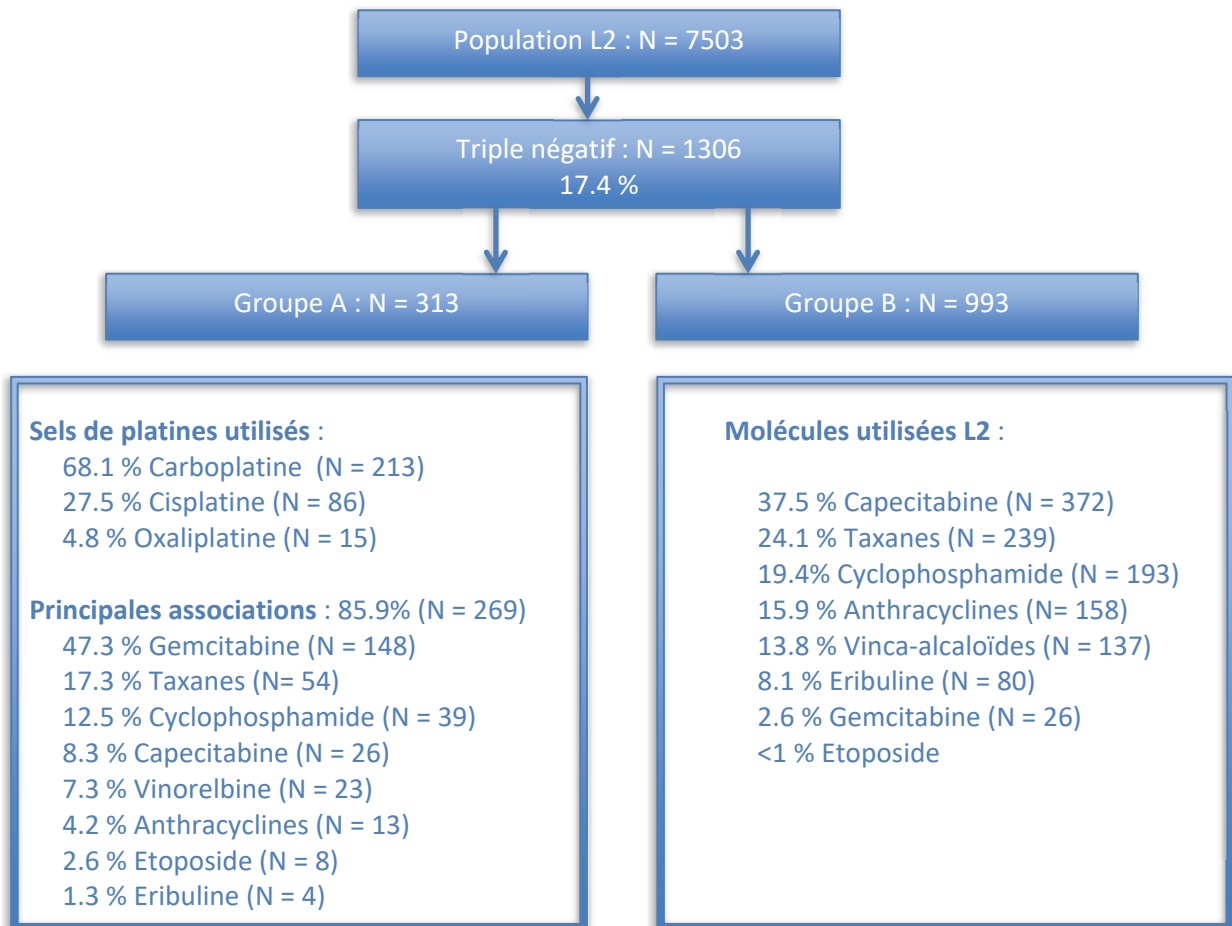 Population L2 : N = 7503
Triple négatif : N = 1306
17.4 %
Groupe A : N = 313
Groupe B : N = 993
Sels de platines utilisés :
68.1 % Carboplatine (N = 213)
27.5 % Cisplatine (N = 86)
4.8 % Oxaliplatine (N = 15)
Principales associations : 85.9% (N = 269)
47.3 % Gemcitabine (N = 148)
17.3 % Taxanes (N= 54)
12.5 % Cyclophosphamide (N = 39)
8.3 % Capecitabine (N = 26)
7.3 % Vinorelbine (N = 23)
4.2 % Anthracyclines (N = 13)
2.6 % Etoposide (N = 8)
1.3 % Eribuline (N = 4)
Molécules utilisées L2 :
37.5 % Capecitabine (N = 372)
24.1 % Taxanes (N = 239)
19.4% Cyclophosphamide (N = 193)
15.9 % Anthracyclines (N= 158)
13.8 % Vinca-alcaloïdes (N = 137)
8.1 % Eribuline (N = 80)
2.6 % Gemcitabine (N = 26)
<1 % Etoposide